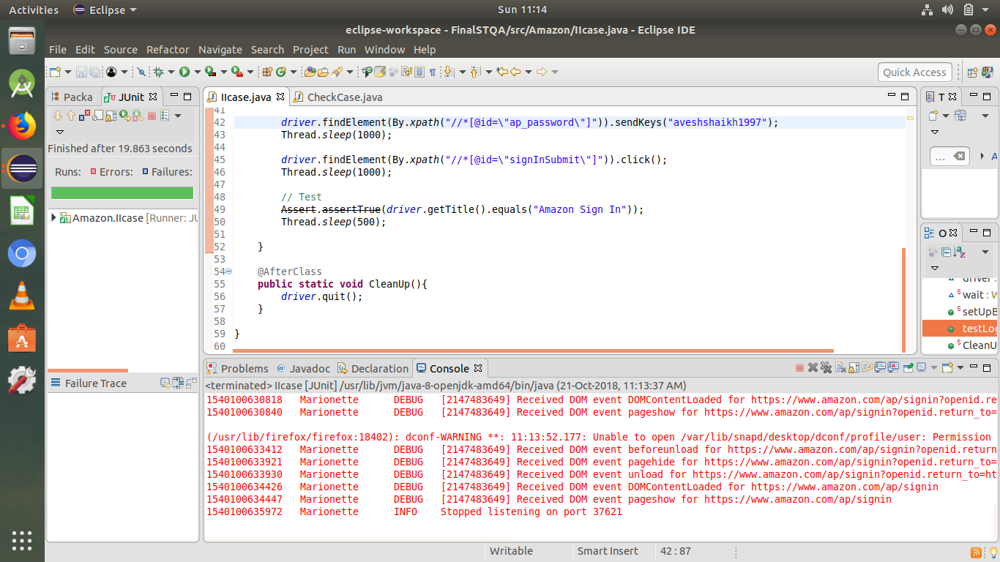 Activities
Eclipse
Sun 11:14
eclipse-workspace - FinalSTQA/src/Amazon/IIcase.java - Eclipse IDE
File Edit Source Refactor Navigate Search Project Run Window Help
Quick Access
Packa
JUnit
Finished after 19.863 seconds
Runs: Errors: Failures:
Amazon.IIcase [Runner: JU
Failure Trace
IIcase.java
CheckCase.java
41
42 driver.findElement(By.xpath("//*[@id=\"ap_password\"]")).sendKeys("aveshshaikh1997");
43 Thread.sleep(1000);
44
45 driver.findElement(By.xpath("//*[@id=\"signInSubmit\"]")).click();
46 Thread.sleep(1000);
47
48 // Test
49 Assert.assertTrue(driver.getTitle().equals("Amazon Sign In"));
50 Thread.sleep(500);
51
52 }
53
54 @AfterClass
55 public static void CleanUp(){
56 driver.quit();
57 }
58
59 }
60
T
...
A
O
driver :
wait : W
setUpB
testLog
CleanU
Problems @ Javadoc Declaration Console
<terminated> IIcase [JUnit] /usr/lib/jvm/java-8-openjdk-amd64/bin/java (21-Oct-2018, 11:13:37 AM)
1540100630818 Marionette DEBUG [2147483649] Received DOM event DOMContentLoaded for https://www.amazon.com/ap/signin?openid.re
1540100630840 Marionette DEBUG [2147483649] Received DOM event pageshow for https://www.amazon.com/ap/signin?openid.return_to=
(/usr/lib/firefox/firefox:18402): dconf-WARNING **: 11:13:52.177: Unable to open /var/lib/snapd/desktop/dconf/profile/user: Permission
1540100633412 Marionette DEBUG [2147483649] Received DOM event beforeunload for https://www.amazon.com/ap/signin?openid.return
1540100633921 Marionette DEBUG [2147483649] Received DOM event pagehide for https://www.amazon.com/ap/signin?openid.return_to=
1540100633930 Marionette DEBUG [2147483649] Received DOM event unload for https://www.amazon.com/ap/signin?openid.return_to=ht
1540100634426 Marionette DEBUG [2147483649] Received DOM event DOMContentLoaded for https://www.amazon.com/ap/signin
1540100634447 Marionette DEBUG [2147483649] Received DOM event pageshow for https://www.amazon.com/ap/signin
1540100635972 Marionette INFO Stopped listening on port 37621
Writable
Smart Insert
42 : 87